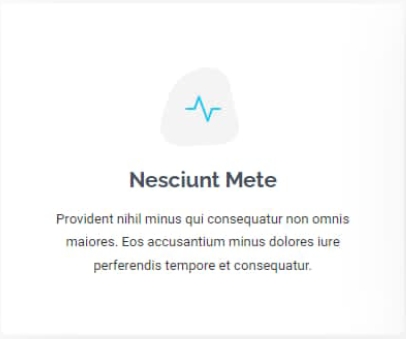 Nesciunt Mete
Provident nihil minus qui consequatur non omnis
maiores. Eos accusantium minus dolores iure
perferendis tempore et consequatur.